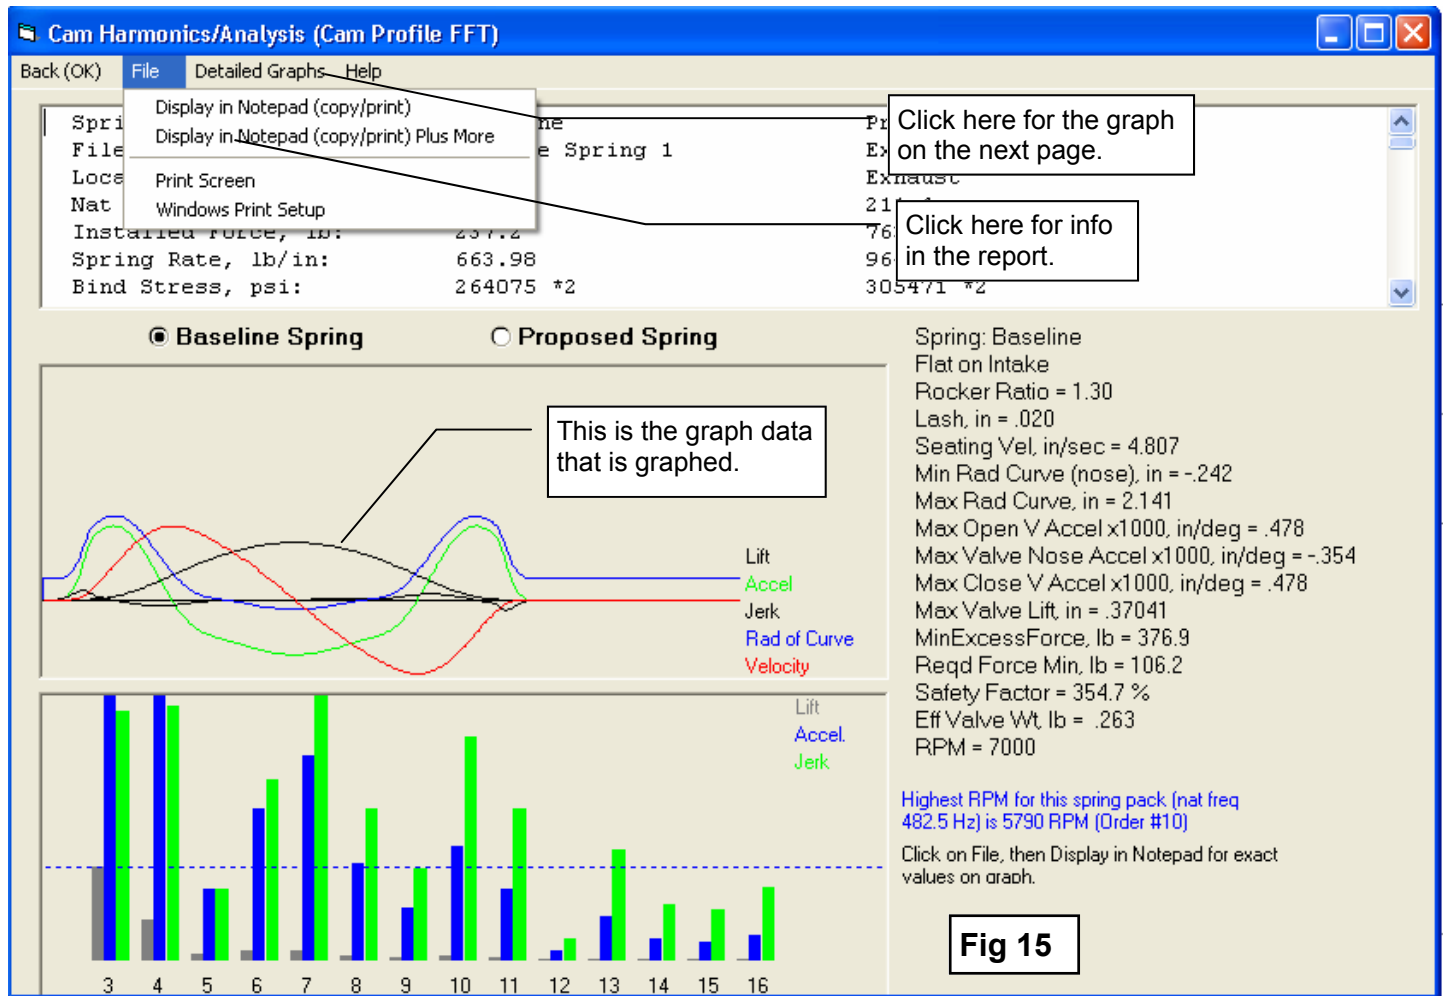 Cam Harmonics/Analysis (Cam Profile FFT)
Back (OK) File Detailed Graphs Help
Display in Notepad (copy/print)
Display in Notepad (copy/print) Plus More
Print Screen
Windows Print Setup
Click here for the graph
on the next page.
Click here for info
in the report.
Spring 1
Exhaust
Nat
Installed Force, lb: 237.2
Spring Rate, lb/in: 663.98
Bind Stress, psi: 264075 *2 305471 *2
Baseline Spring Proposed Spring
This is the graph data
that is graphed.
Lift
Accel
Jerk
Rad of Curve
Velocity
Spring: Baseline
Flat on Intake
Rocker Ratio = 1.30
Lash, in = .020
Seating Vel, in/sec = 4.807
Min Rad Curve (nose), in = -.242
Max Rad Curve, in = 2.141
Max Open V Accel x1000, in/deg = .478
Max Valve Nose Accel x1000, in/deg = -.354
Max Close V Accel x1000, in/deg = .478
Max Valve Lift, in = .37041
MinExcessForce, lb = 376.9
Reqd Force Min, lb = 106.2
Safety Factor = 354.7 %
Eff Valve Wt, lb = .263
RPM = 7000
Lift
Accel.
Jerk
3 4 5 6 7 8 9 10 11 12 13 14 15 16
Highest RPM for this spring pack (nat freq
482.5 Hz) is 5790 RPM (Order #10)
Click on File, then Display in Notepad for exact
values on graph.
Fig 15